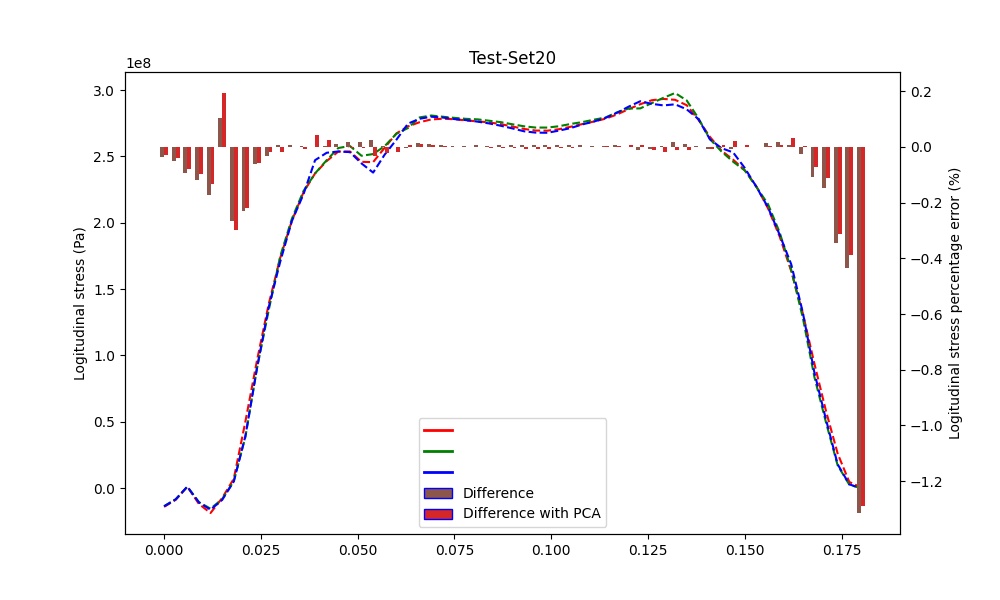 Test-Set20
1e8
3.0
2.5
2.0
1.5
1.0
0.5
0.0
Logitudinal stress (Pa)
0.2
0.0
−0.2
−0.4
−0.6
−0.8
−1.0
−1.2
Logitudinal stress percentage error (%)
Difference
Difference with PCA
0.000 0.025 0.050 0.075 0.100 0.125 0.150 0.175